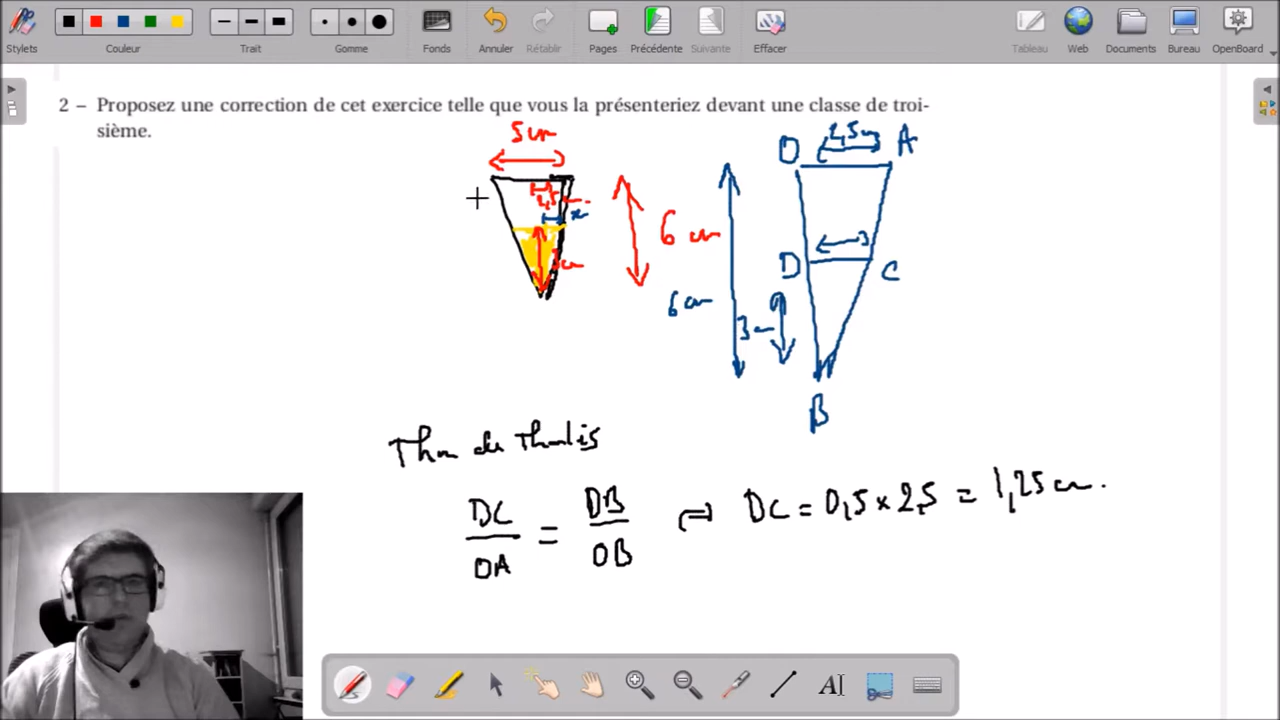 Stylets
Couleur
Trait
Gomme
Fonds
Annuler
Rétablir
Pages
Précédente
Suivante
Effacer
Tableau
Web
Documents
Bureau
OpenBoard
2 – Proposez une correction de cet exercice telle que vous la présenteriez devant une classe de troi-
sième.
5 cm
2,5
x
6 cm
O 2,5 cm A
D C
6 cm
3 cm
B
Thm de Thalès
DC/OA = DB/OB ⇔ DC = 0,5 × 2,5 = 1,25 cm.